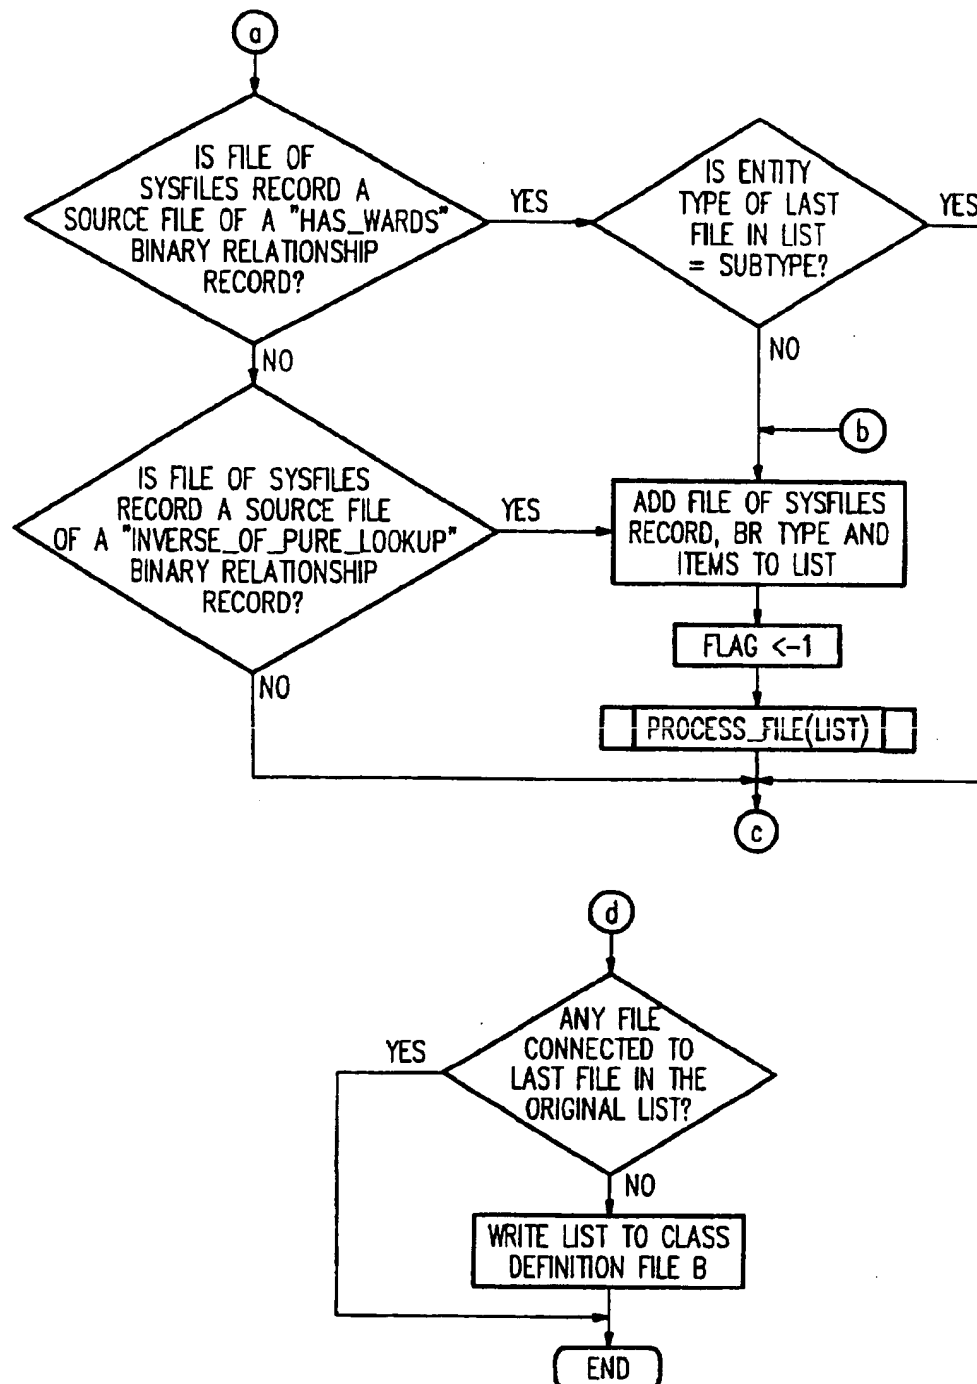 a
IS FILE OF
SYSFILES RECORD A
SOURCE FILE OF A "HAS_WARDS"
BINARY RELATIONSHIP
RECORD?
YES
IS ENTITY
TYPE OF LAST
FILE IN LIST
= SUBTYPE?
YES
NO
NO
b
IS FILE OF SYSFILES
RECORD A SOURCE FILE
OF A "INVERSE_OF_PURE_LOOKUP"
BINARY RELATIONSHIP
RECORD?
YES
ADD FILE OF SYSFILES
RECORD, BR TYPE AND
ITEMS TO LIST
FLAG <-1
NO
PROCESS_FILE(LIST)
c
d
ANY FILE
CONNECTED TO
LAST FILE IN THE
ORIGINAL LIST?
YES
NO
WRITE LIST TO CLASS
DEFINITION FILE B
END